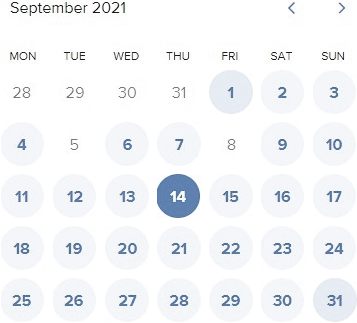 September 2021
MON TUE WED THU FRI SAT SUN
28 29 30 31 1 2 3
4 5 6 7 8 9 10
11 12 13 14 15 16 17
18 19 20 21 22 23 24
25 26 27 28 29 30 31